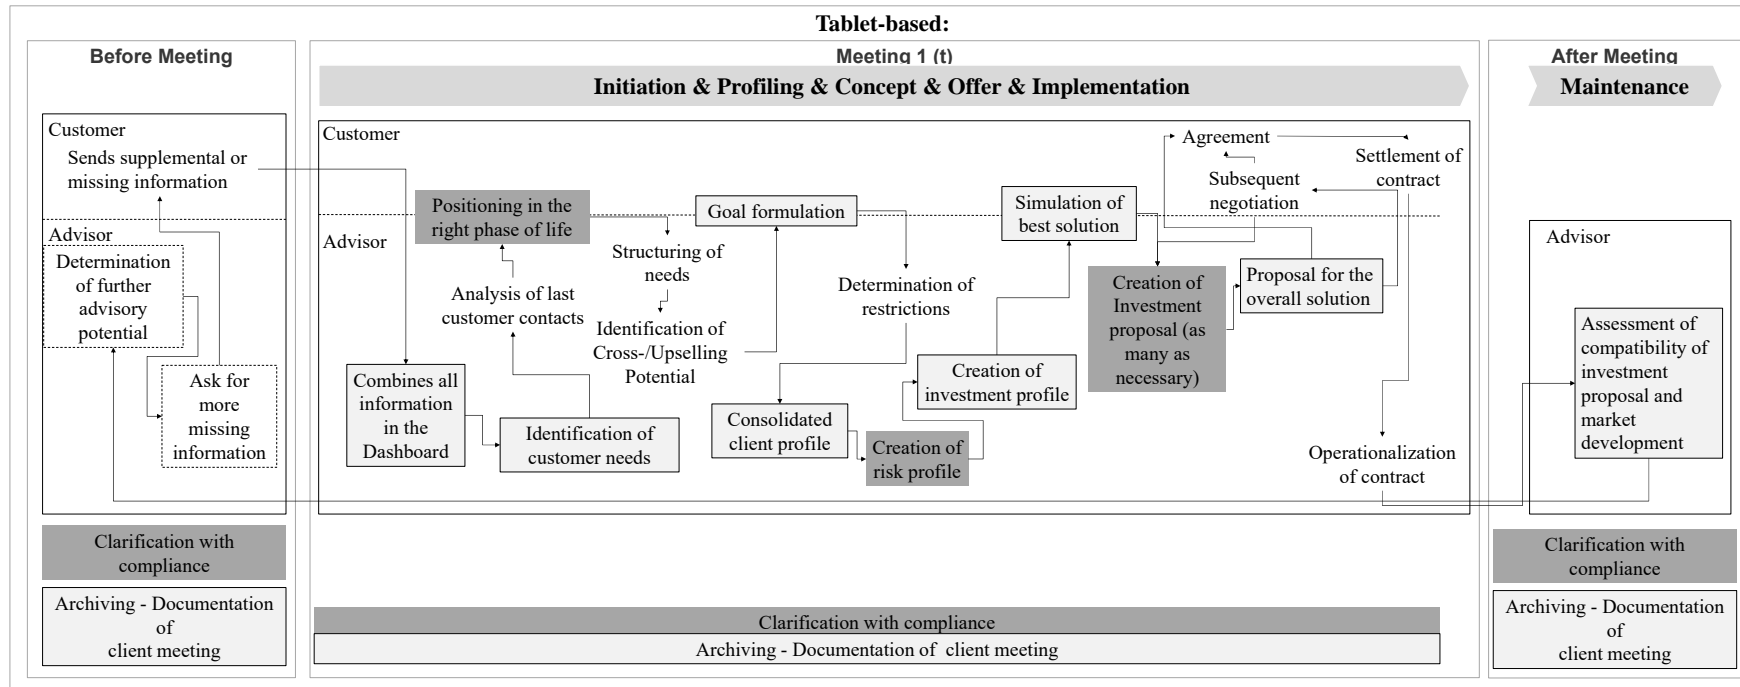 Tablet-based:
Before Meeting
Customer
Sends supplemental or
missing information
Advisor
Determination
of further
advisory
potential
Ask for
more
missing
information
Clarification with
compliance
Archiving - Documentation
of
client meeting
Meeting 1 (t)
Initiation & Profiling & Concept & Offer & Implementation
Customer
Advisor
Combines all
information
in the
Dashboard
Identification of
customer needs
Analysis of last
customer contacts
Positioning in the
right phase of life
Structuring of
needs
Identification of
Cross-/Upselling
Potential
Goal formulation
Determination of
restrictions
Consolidated
client profile
Creation of
risk profile
Creation of
investment profile
Simulation of
best solution
Creation of
Investment
proposal (as
many as
necessary)
Proposal for the
overall solution
Subsequent
negotiation
Agreement
Settlement of
contract
Operationalization
of contract
Clarification with compliance
Archiving - Documentation of client meeting
After Meeting
Maintenance
Advisor
Assessment of
compatibility of
investment
proposal and
market
development
Clarification with
compliance
Archiving - Documentation
of
client meeting